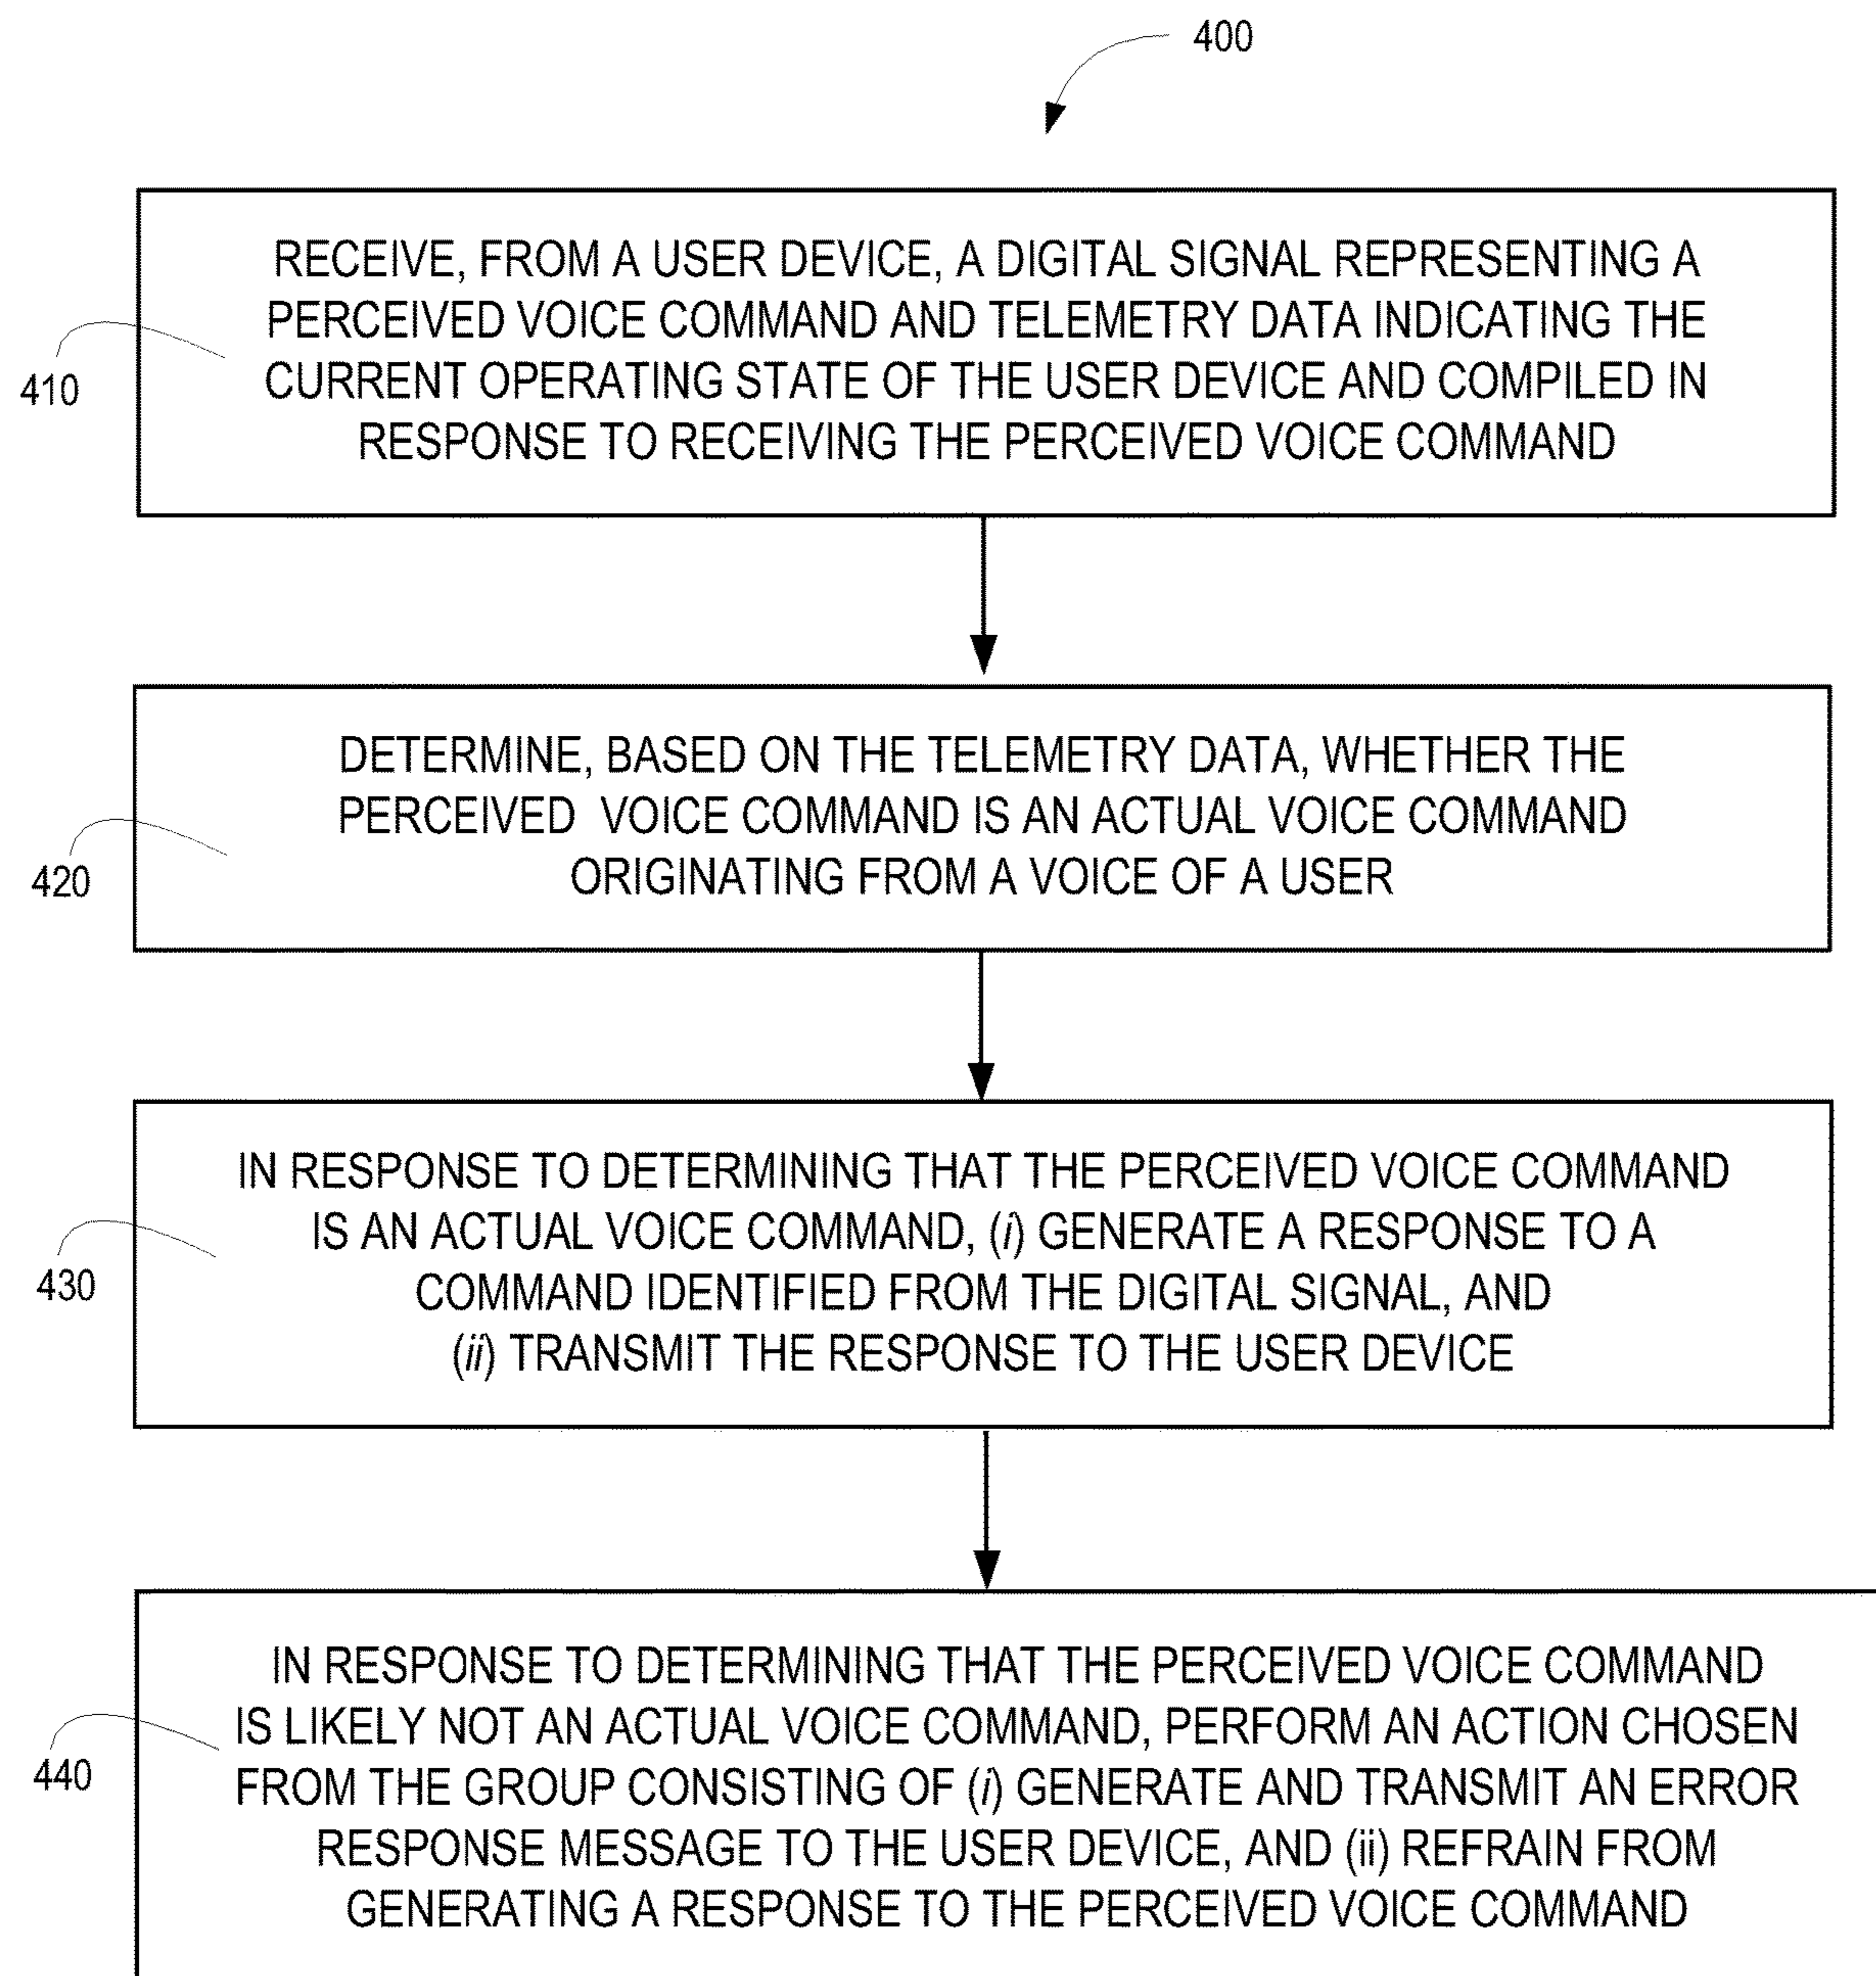 400
RECEIVE, FROM A USER DEVICE, A DIGITAL SIGNAL REPRESENTING A
PERCEIVED VOICE COMMAND AND TELEMETRY DATA INDICATING THE
CURRENT OPERATING STATE OF THE USER DEVICE AND COMPILED IN
RESPONSE TO RECEIVING THE PERCEIVED VOICE COMMAND
410
DETERMINE, BASED ON THE TELEMETRY DATA, WHETHER THE
PERCEIVED VOICE COMMAND IS AN ACTUAL VOICE COMMAND
ORIGINATING FROM A VOICE OF A USER
420
IN RESPONSE TO DETERMINING THAT THE PERCEIVED VOICE COMMAND
IS AN ACTUAL VOICE COMMAND, (i) GENERATE A RESPONSE TO A
COMMAND IDENTIFIED FROM THE DIGITAL SIGNAL, AND
(ii) TRANSMIT THE RESPONSE TO THE USER DEVICE
430
IN RESPONSE TO DETERMINING THAT THE PERCEIVED VOICE COMMAND
IS LIKELY NOT AN ACTUAL VOICE COMMAND, PERFORM AN ACTION CHOSEN
FROM THE GROUP CONSISTING OF (i) GENERATE AND TRANSMIT AN ERROR
RESPONSE MESSAGE TO THE USER DEVICE, AND (ii) REFRAIN FROM
GENERATING A RESPONSE TO THE PERCEIVED VOICE COMMAND
440